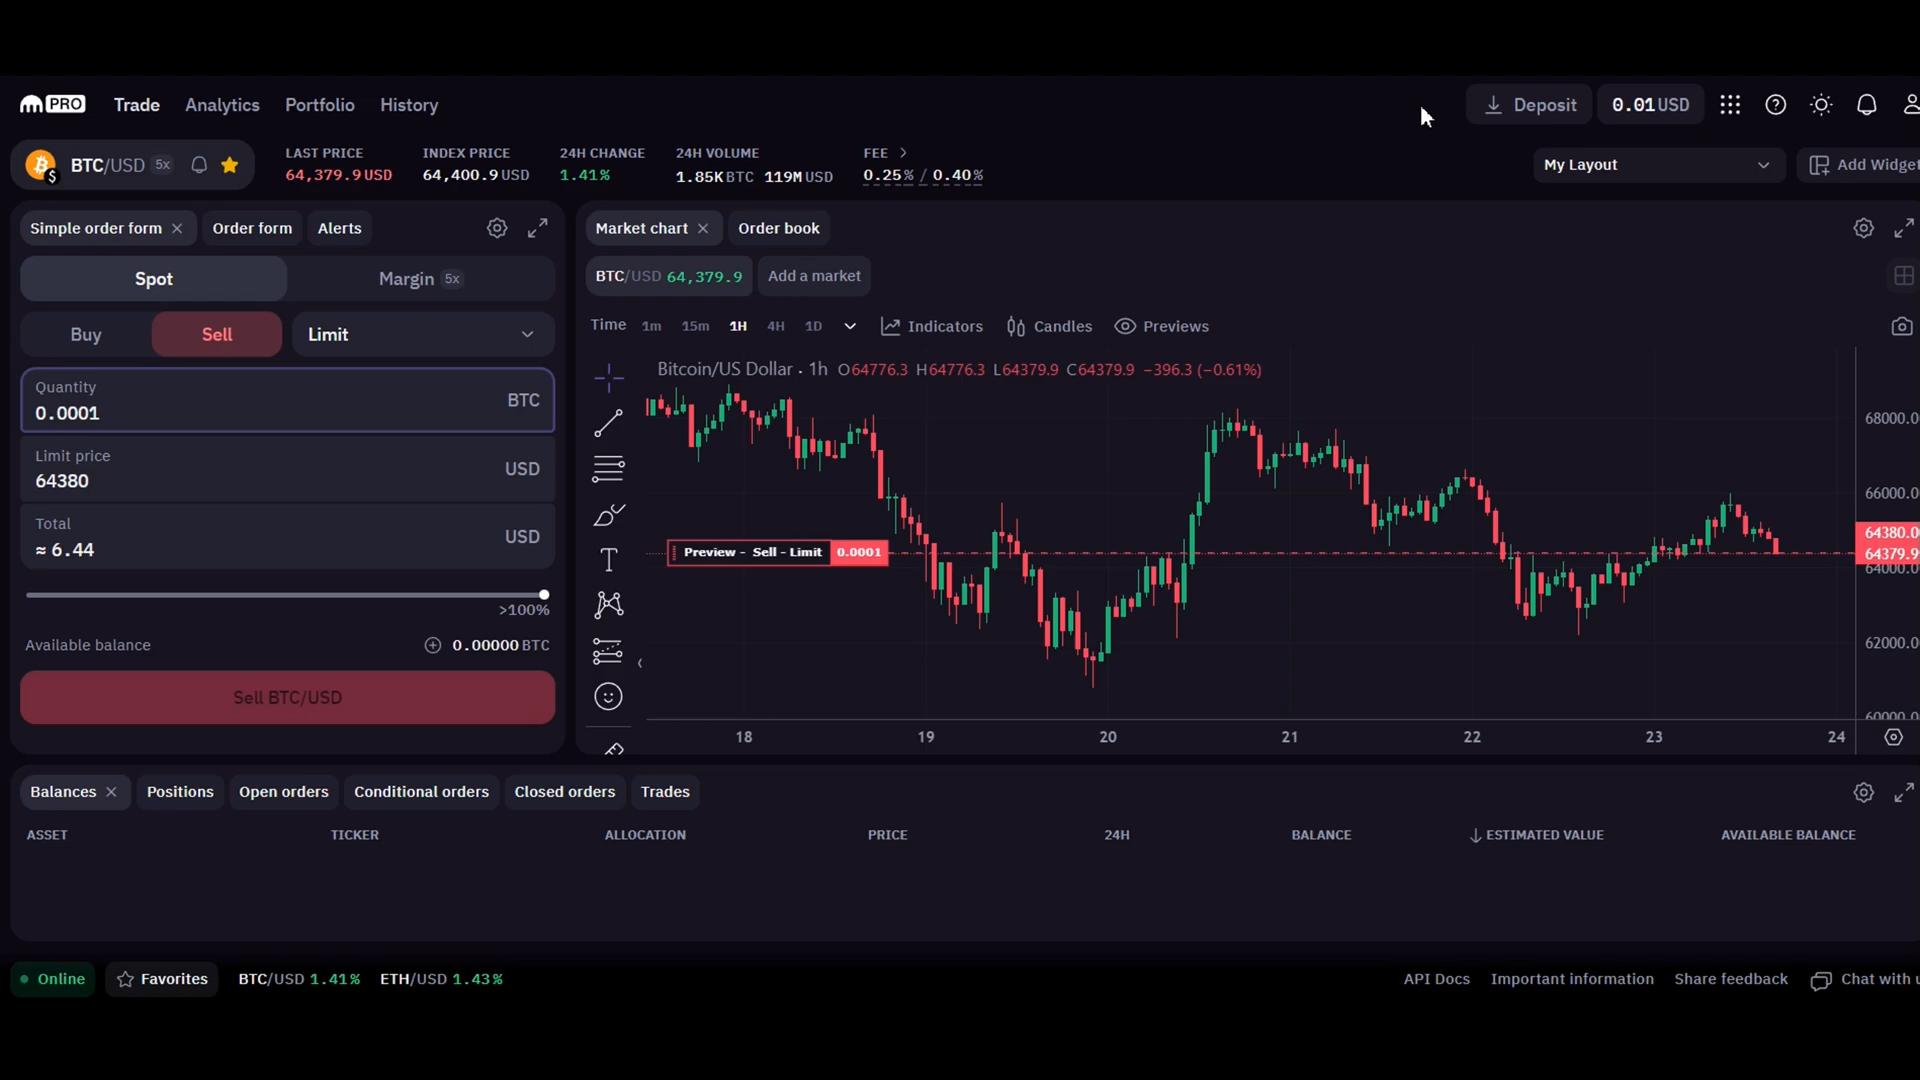 PRO Trade Analytics Portfolio History Deposit 0.01 USD
BTC/USD 5x
LAST PRICE INDEX PRICE 24H CHANGE 24H VOLUME FEE
64,379.9 USD 64,400.9 USD 1.41% 1.85K BTC 119M USD 0.25% / 0.40%
My Layout Add Widget
Simple order form Order form Alerts
Spot Margin 5x
Buy Sell Limit
Quantity
0.0001 BTC
Limit price
64380 USD
Total
≈ 6.44 USD
>100%
Available balance 0.00000 BTC
Sell BTC/USD
Market chart Order book
BTC/USD 64,379.9 Add a market
Time 1m 15m 1H 4H 1D Indicators Candles Previews
Bitcoin/US Dollar · 1h O64776.3 H64776.3 L64379.9 C64379.9 −396.3 (−0.61%)
68000.0
66000.0
Preview - Sell - Limit 0.0001
64380.0
64379.9
64000.0
62000.0
60000.0
18 19 20 21 22 23 24
Balances Positions Open orders Conditional orders Closed orders Trades
ASSET TICKER ALLOCATION PRICE 24H BALANCE ESTIMATED VALUE AVAILABLE BALANCE
Online Favorites BTC/USD 1.41% ETH/USD 1.43% API Docs Important information Share feedback Chat with u